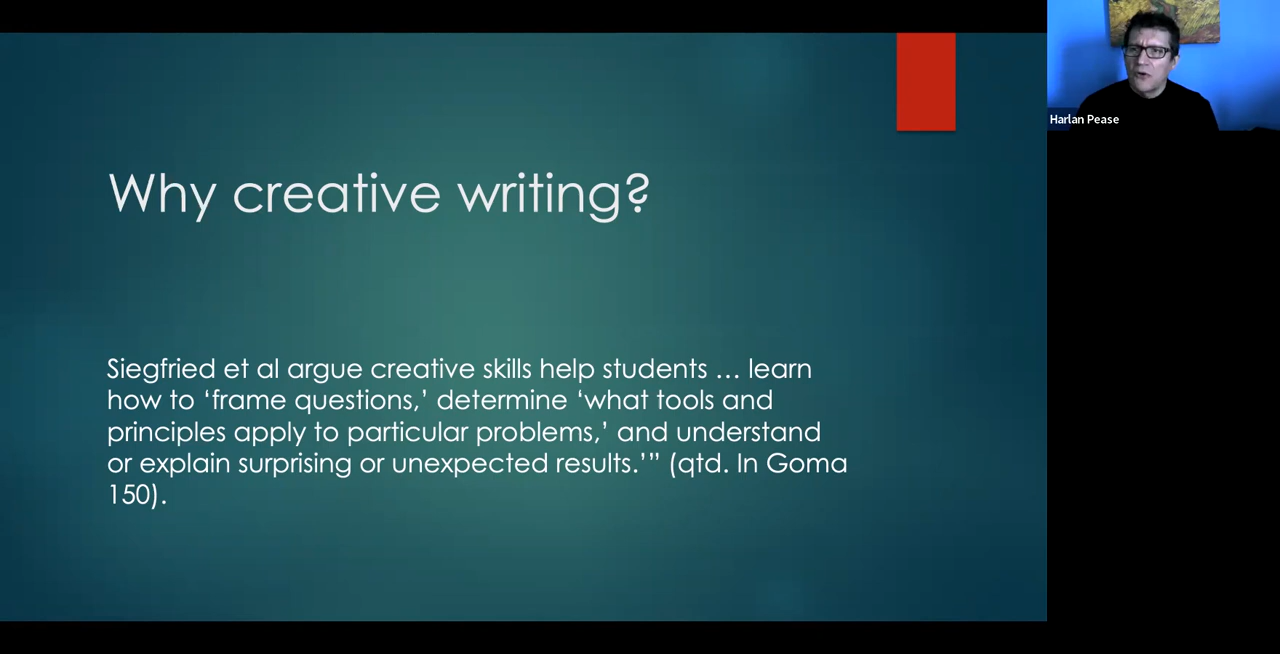 Why creative writing?
Siegfried et al argue creative skills help students … learn
how to ‘frame questions,’ determine ‘what tools and
principles apply to particular problems,’ and understand
or explain surprising or unexpected results.’” (qtd. In Goma
150).
Harlan Pease